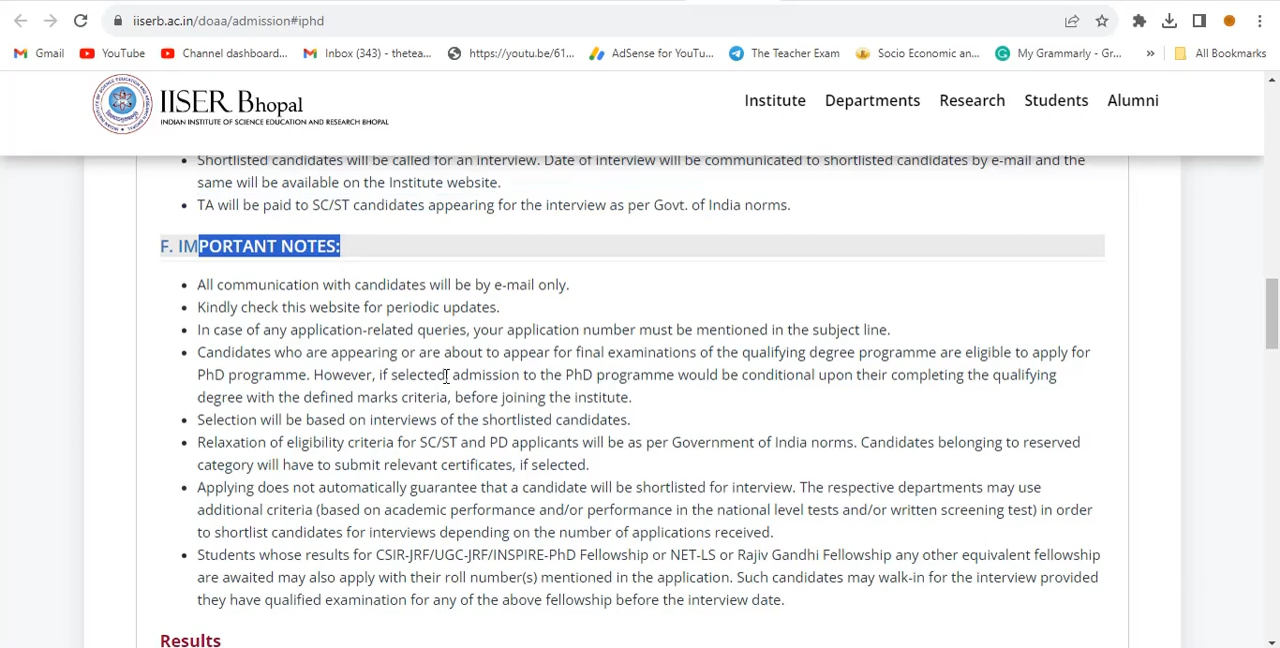 iiserb.ac.in/doaa/admission#iphd
Gmail YouTube Channel dashboard... Inbox (343) - thetea... https://youtu.be/61... AdSense for YouTu... The Teacher Exam Socio Economic an... My Grammarly - Gr... » All Bookmarks
IISER Bhopal
INDIAN INSTITUTE OF SCIENCE EDUCATION AND RESEARCH BHOPAL
Institute Departments Research Students Alumni
• Shortlisted candidates will be called for an interview. Date of interview will be communicated to shortlisted candidates by e-mail and the
same will be available on the Institute website.
• TA will be paid to SC/ST candidates appearing for the interview as per Govt. of India norms.
F. IMPORTANT NOTES:
• All communication with candidates will be by e-mail only.
• Kindly check this website for periodic updates.
• In case of any application-related queries, your application number must be mentioned in the subject line.
• Candidates who are appearing or are about to appear for final examinations of the qualifying degree programme are eligible to apply for
PhD programme. However, if selected, admission to the PhD programme would be conditional upon their completing the qualifying
degree with the defined marks criteria, before joining the institute.
• Selection will be based on interviews of the shortlisted candidates.
• Relaxation of eligibility criteria for SC/ST and PD applicants will be as per Government of India norms. Candidates belonging to reserved
category will have to submit relevant certificates, if selected.
• Applying does not automatically guarantee that a candidate will be shortlisted for interview. The respective departments may use
additional criteria (based on academic performance and/or performance in the national level tests and/or written screening test) in order
to shortlist candidates for interviews depending on the number of applications received.
• Students whose results for CSIR-JRF/UGC-JRF/INSPIRE-PhD Fellowship or NET-LS or Rajiv Gandhi Fellowship any other equivalent fellowship
are awaited may also apply with their roll number(s) mentioned in the application. Such candidates may walk-in for the interview provided
they have qualified examination for any of the above fellowship before the interview date.
Results